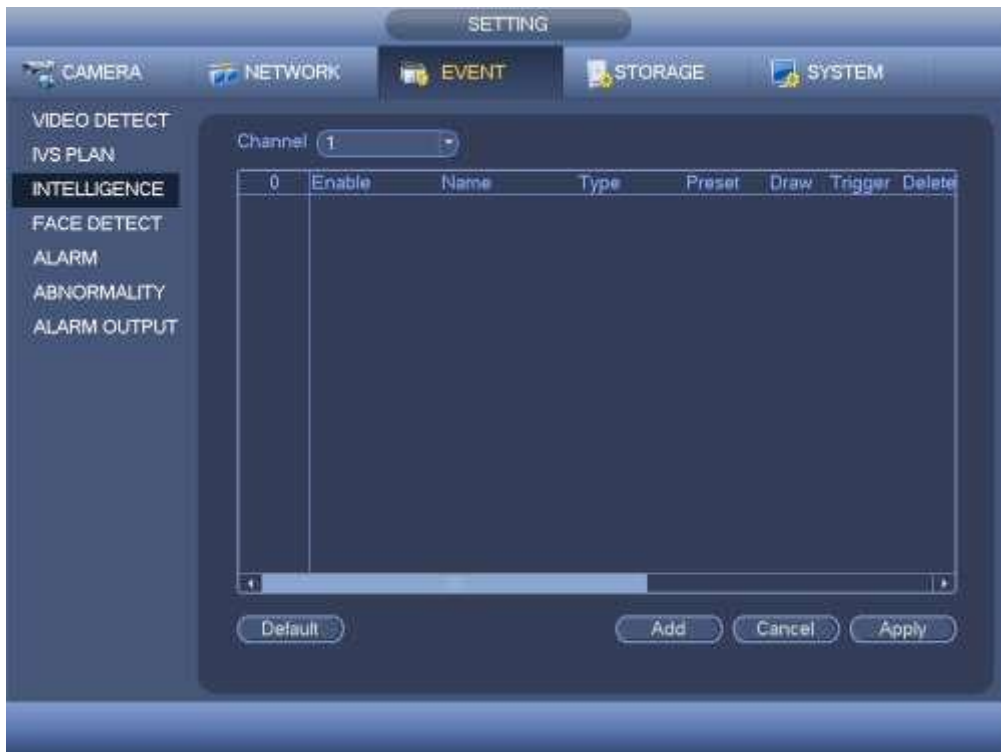 SETTING
CAMERA NETWORK EVENT STORAGE SYSTEM
VIDEO DETECT
IVS PLAN
INTELLIGENCE
FACE DETECT
ALARM
ABNORMALITY
ALARM OUTPUT
Channel 1
0 Enable Name Type Preset Draw Trigger Delete
Default Add Cancel Apply